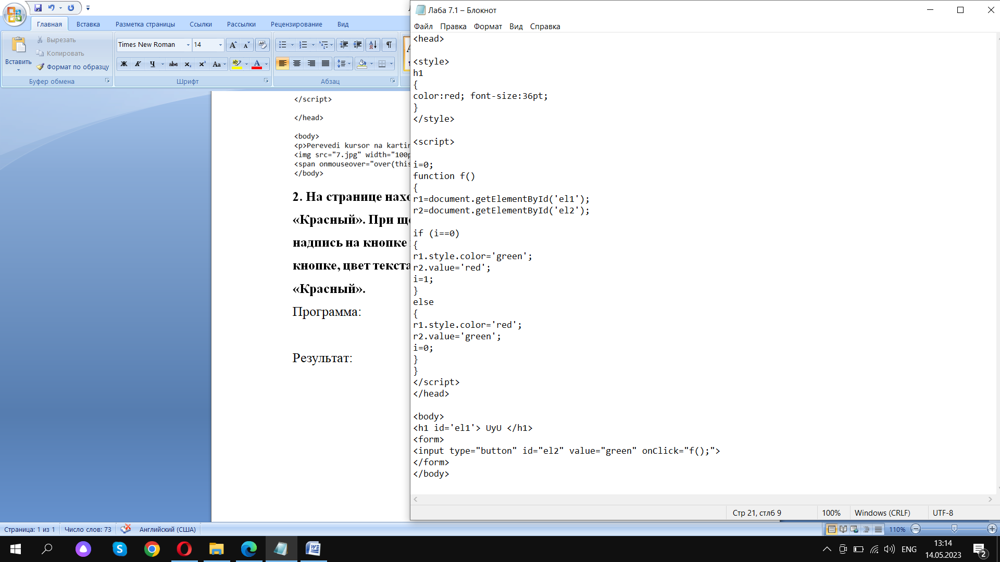 Главная Вставка Разметка страницы Ссылки Рассылки Рецензирование Вид
Вставить
Вырезать
Копировать
Формат по образцу
Буфер обмена
Times New Roman 14
Ж К Ч abc x₂ x² Aa
Шрифт
Абзац
</script>
</head>
<body>
<p>Perevedi kursor na
<img src="7.jpg"
<span onmouseover="over(this
</body>
2. На странице
«Красный». При
надпись на кнопке
кнопке, цвет
«Красный».
Программа:
Результат:
Страница: 1 из 1 Число слов: 73 Английский (США)
110%
Лаба 7.1 – Блокнот
Файл Правка Формат Вид Справка
<head>
<style>
h1
{
color:red; font-size:36pt;
}
</style>
<script>
i=0;
function f()
{
r1=document.getElementById('el1');
r2=document.getElementById('el2');
if (i==0)
{
r1.style.color='green';
r2.value='red';
i=1;
}
else
{
r1.style.color='red';
r2.value='green';
i=0;
}
}
</script>
</head>
<body>
<h1 id='el1'> UyU </h1>
<form>
<input type="button" id="el2" value="green" onClick="f();">
</form>
</body>
Стр 21, стлб 9 100% Windows (CRLF) UTF-8
ENG
13:14
14.05.2023
2